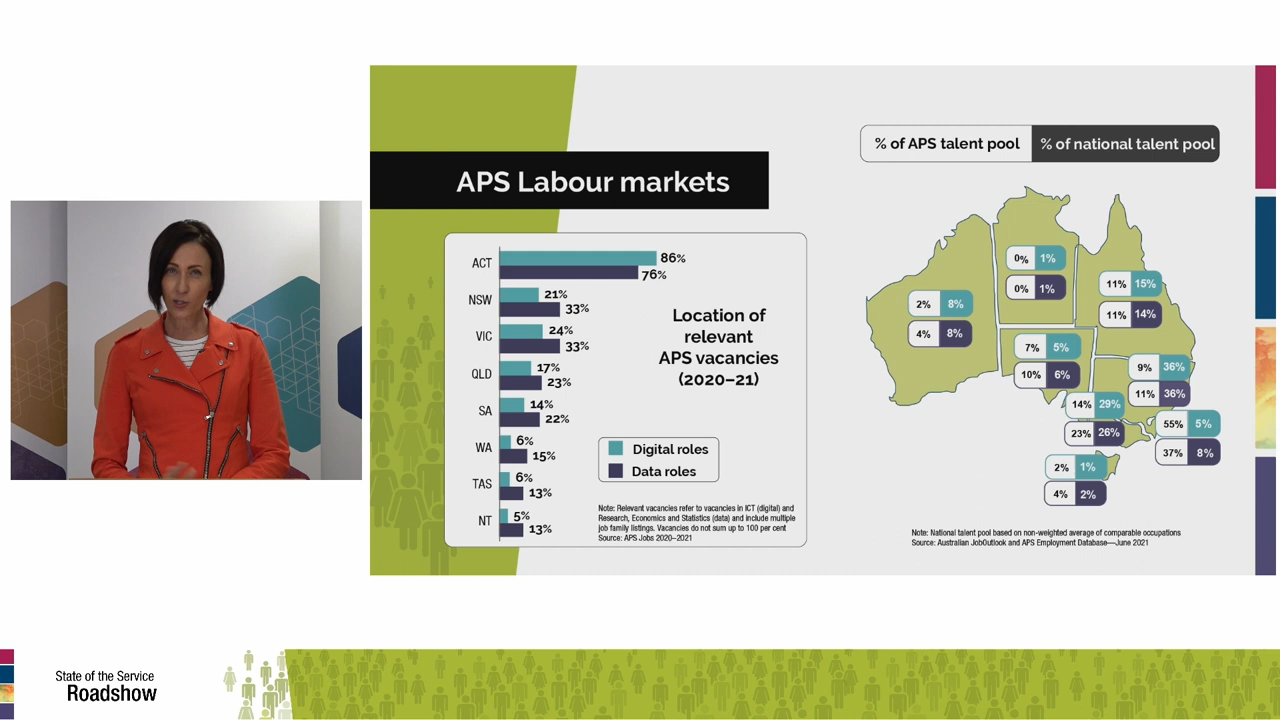 APS Labour markets
ACT
86%
76%
NSW
21%
33%
VIC
24%
33%
QLD
17%
23%
SA
14%
22%
WA
6%
15%
TAS
6%
13%
NT
5%
13%
Location of
relevant
APS vacancies
(2020–21)
Digital roles
Data roles
Note: Relevant vacancies refer to vacancies in ICT (digital) and
Research, Economics and Statistics (data) and include multiple
job family listings. Vacancies do not sum up to 100 per cent
Source: APS Jobs 2020–2021
% of APS talent pool % of national talent pool
0% 1%
0% 1%
11% 15%
11% 14%
2% 8%
4% 8%
7% 5%
10% 6%
9% 36%
11% 36%
14% 29%
23% 26%
55% 5%
37% 8%
2% 1%
4% 2%
Note: National talent pool based on non-weighted average of comparable occupations
Source: Australian JobOutlook and APS Employment Database—June 2021
State of the Service
Roadshow